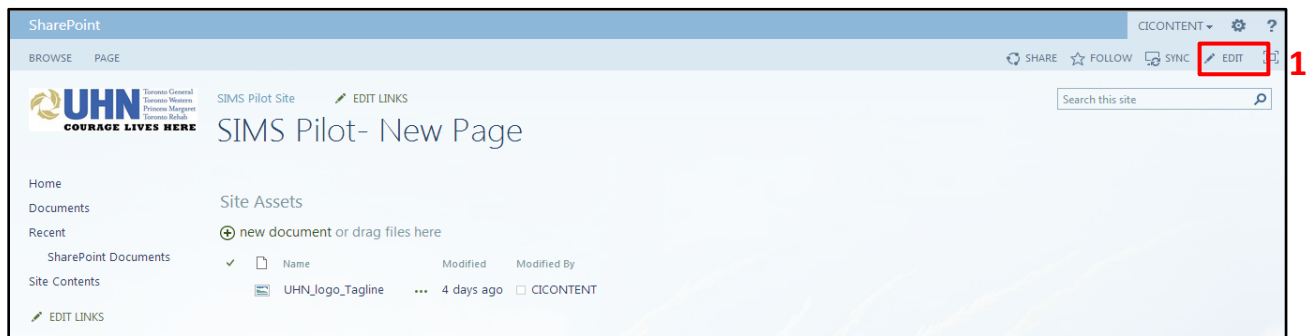 SharePoint
CICONTENT ?
BROWSE PAGE
SHARE FOLLOW SYNC EDIT
1
UHN
Toronto General
Toronto Western
Princess Margaret
Toronto Rehab
COURAGE LIVES HERE
SIMS Pilot Site EDIT LINKS
Search this site
SIMS Pilot- New Page
Home
Documents
Recent
SharePoint Documents
Site Contents
EDIT LINKS
Site Assets
new document or drag files here
Name Modified Modified By
UHN_logo_Tagline ... 4 days ago CICONTENT